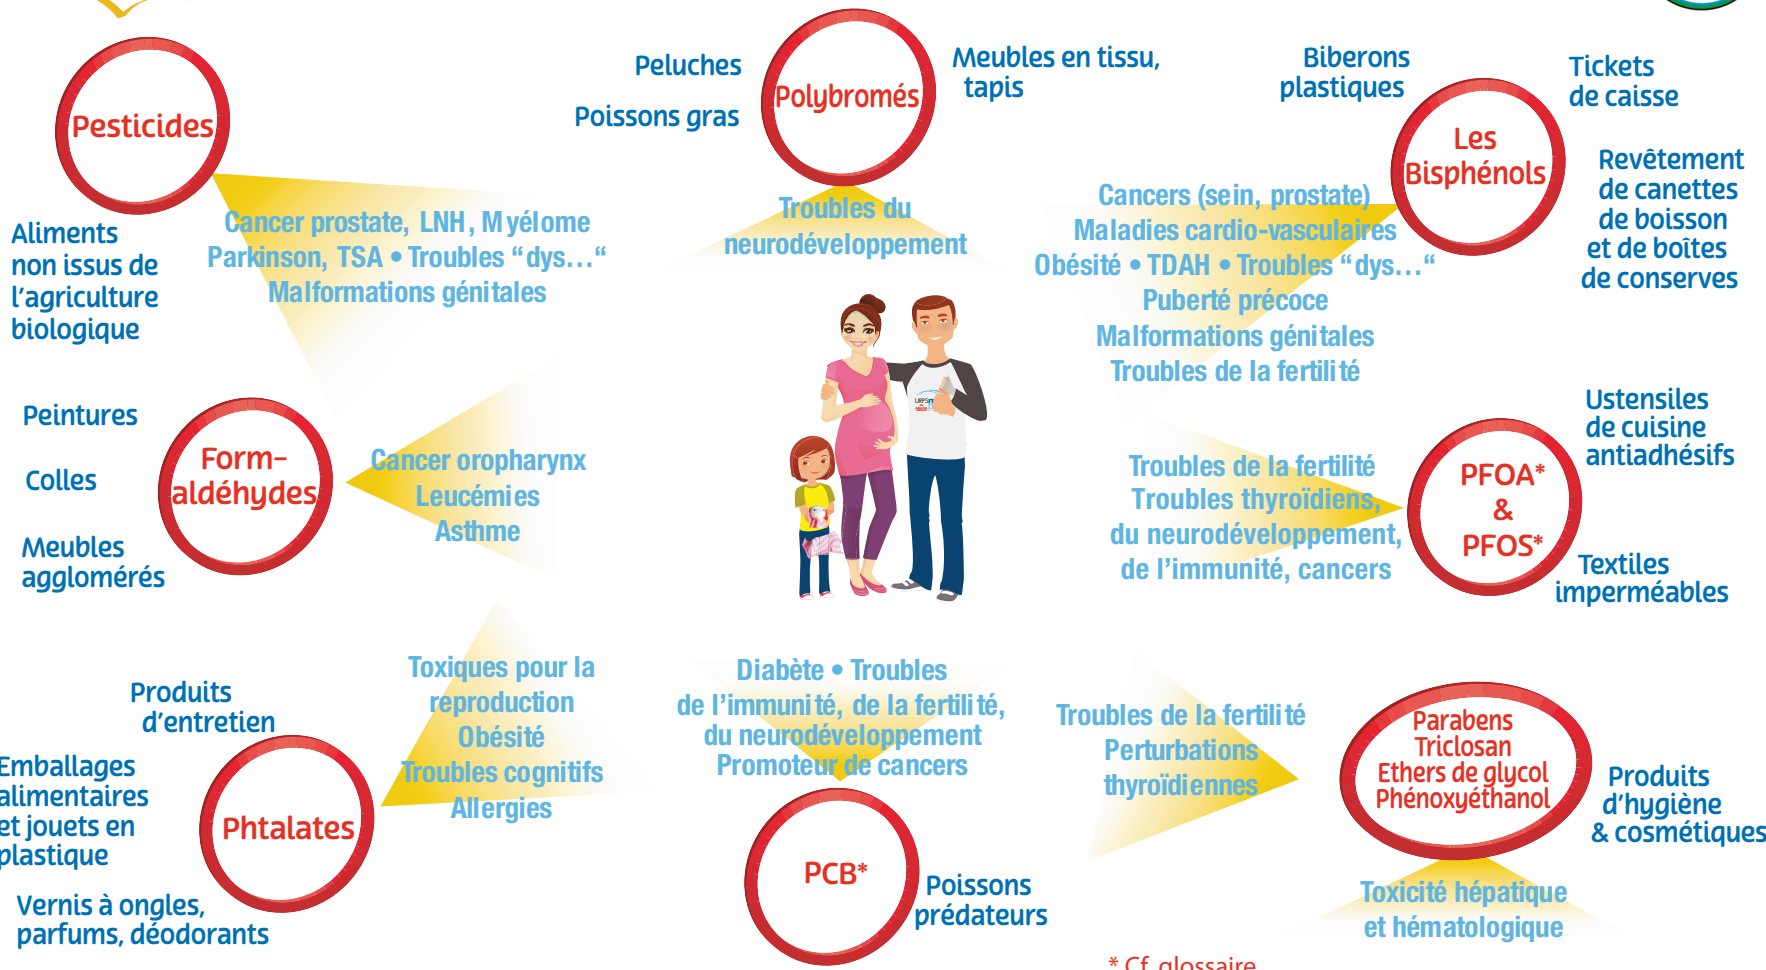 Pesticides
Aliments
non issus de
l'agriculture
biologique
Cancer prostate, LNH, Myélome
Parkinson, TSA • Troubles “dys...“
Malformations génitales
Peluches
Poissons gras
Polybromés
Meubles en tissu,
tapis
Troubles du
neurodéveloppement
Biberons
plastiques
Les
Bisphénols
Tickets
de caisse
Revêtement
de canettes
de boisson
et de boîtes
de conserves
Cancers (sein, prostate)
Maladies cardio-vasculaires
Obésité • TDAH • Troubles “dys...“
Puberté précoce
Malformations génitales
Troubles de la fertilité
Peintures
Colles
Meubles
agglomérés
Form-
aldéhydes
Cancer oropharynx
Leucémies
Asthme
URPS
Troubles de la fertilité
Troubles thyroïdiens,
du neurodéveloppement,
de l'immunité, cancers
PFOA*
&
PFOS*
Ustensiles
de cuisine
antiadhésifs
Textiles
imperméables
Produits
d'entretien
Emballages
alimentaires
et jouets en
plastique
Vernis à ongles,
parfums, déodorants
Phtalates
Toxiques pour la
reproduction
Obésité
Troubles cognitifs
Allergies
Diabète • Troubles
de l'immunité, de la fertilité,
du neurodéveloppement
Promoteur de cancers
PCB*
Poissons
prédateurs
Troubles de la fertilité
Perturbations
thyroïdiennes
Parabens
Triclosan
Ethers de glycol
Phénoxyéthanol
Produits
d'hygiène
& cosmétiques
Toxicité hépatique
et hématologique
* Cf. glossaire